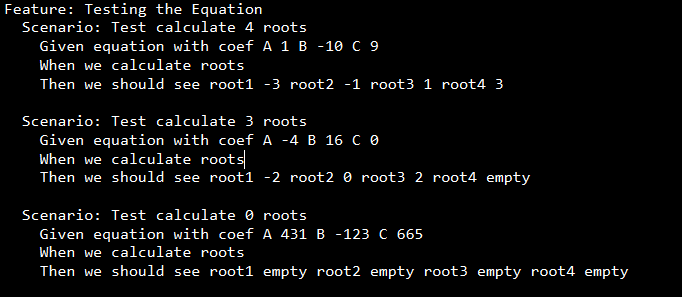 Feature: Testing the Equation
Scenario: Test calculate 4 roots
Given equation with coef A 1 B -10 C 9
When we calculate roots
Then we should see root1 -3 root2 -1 root3 1 root4 3
Scenario: Test calculate 3 roots
Given equation with coef A -4 B 16 C 0
When we calculate roots
Then we should see root1 -2 root2 0 root3 2 root4 empty
Scenario: Test calculate 0 roots
Given equation with coef A 431 B -123 C 665
When we calculate roots
Then we should see root1 empty root2 empty root3 empty root4 empty